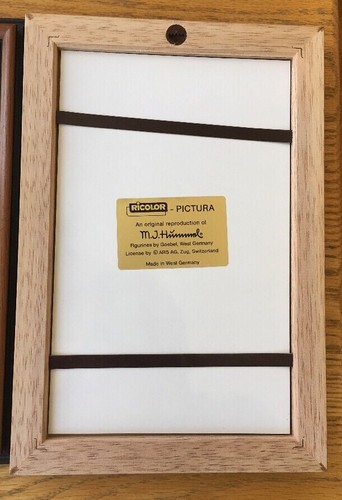 RICOLOR - PICTURA
An original reproduction of
M.J. Hummel
Figurines by Goebel, West Germany
License by © ARS AG, Zug, Switzerland
Made in West Germany